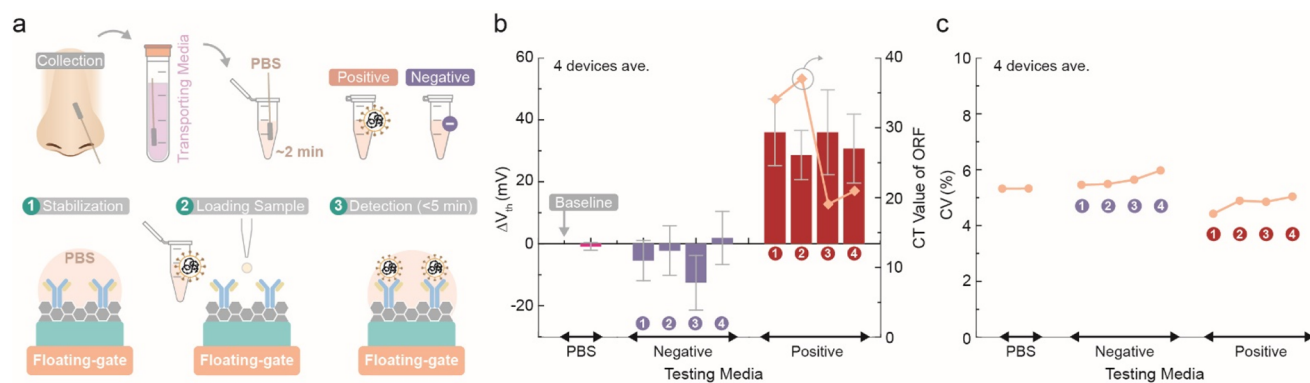 a
Collection
Transporting Media
PBS
~2 min
Positive
Negative
1 Stabilization
2 Loading Sample
3 Detection (<5 min)
PBS
Floating-gate
Floating-gate
Floating-gate
b
4 devices ave.
60
40
20
0
-20
ΔVth (mV)
Baseline
1 2 3 4
1 2 3 4
40
30
20
10
0
CT Value of ORF
PBS
Negative
Positive
Testing Media
c
4 devices ave.
10
8
6
4
2
0
CV (%)
1 2 3 4
1 2 3 4
PBS
Negative
Positive
Testing Media